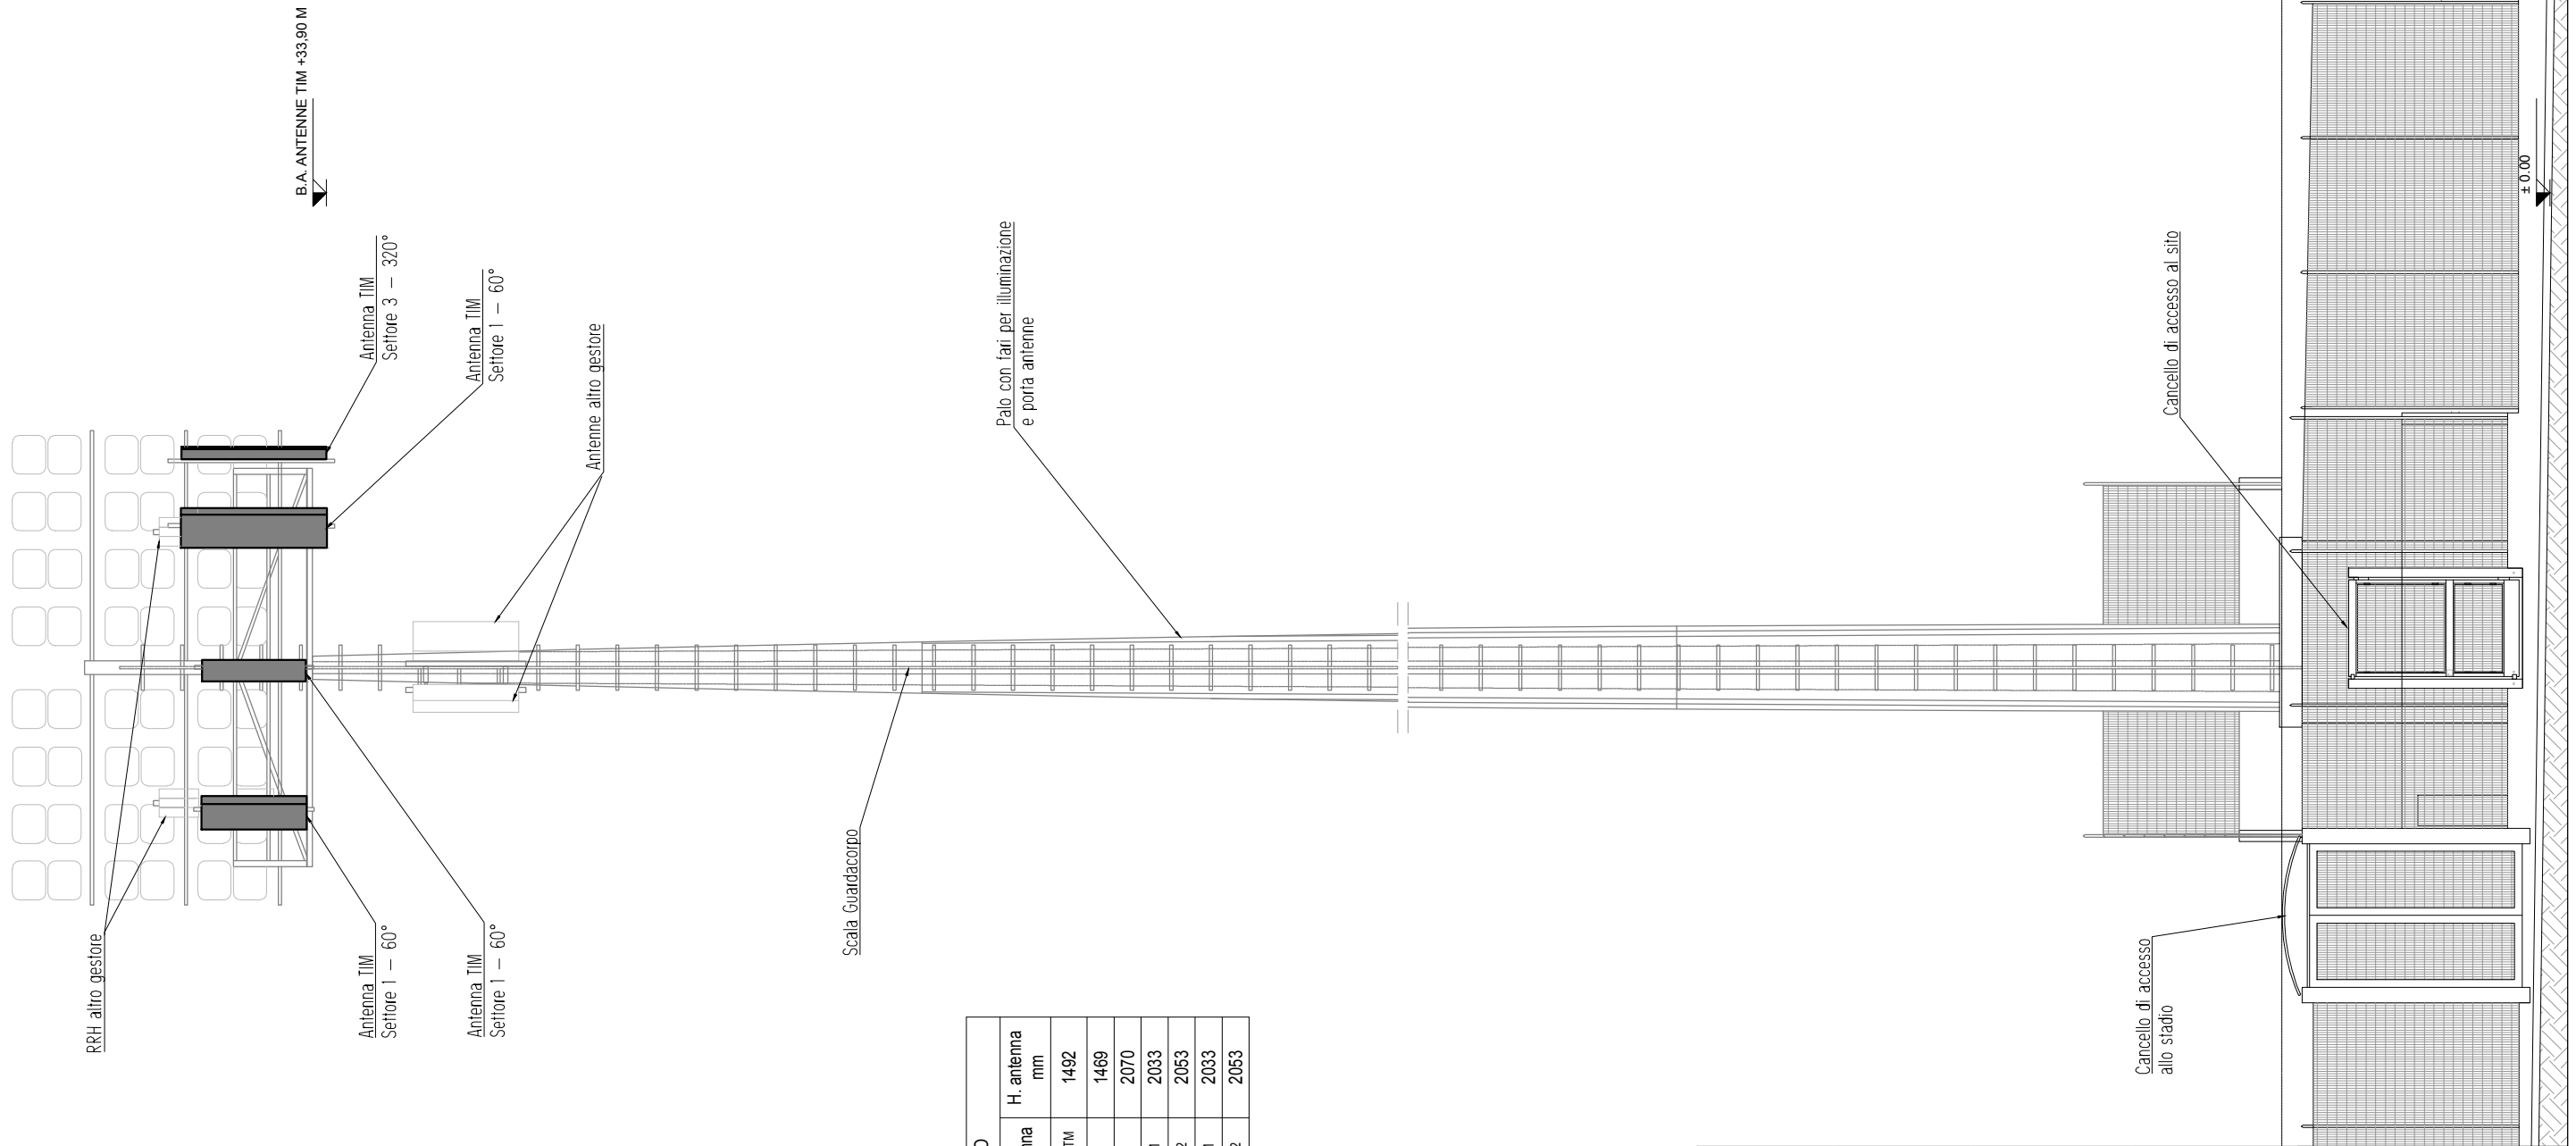 B.A. ANTENNE TIM +33,90 M
Antenna TIM
Settore 3 – 320°
Antenna TIM
Settore 1 – 60°
Antenne altro gestore
Palo con fari per illuminazione
e porta antenne
Cancello di accesso al sito
± 0.00
RRH altro gestore
Antenna TIM
Settore 1 – 60°
Antenna TIM
Settore 1 – 60°
Scala Guardacorpo
Cancello di accesso
allo stadio
H. antenna
mm
1492
1469
2070
2033
2053
2033
2053